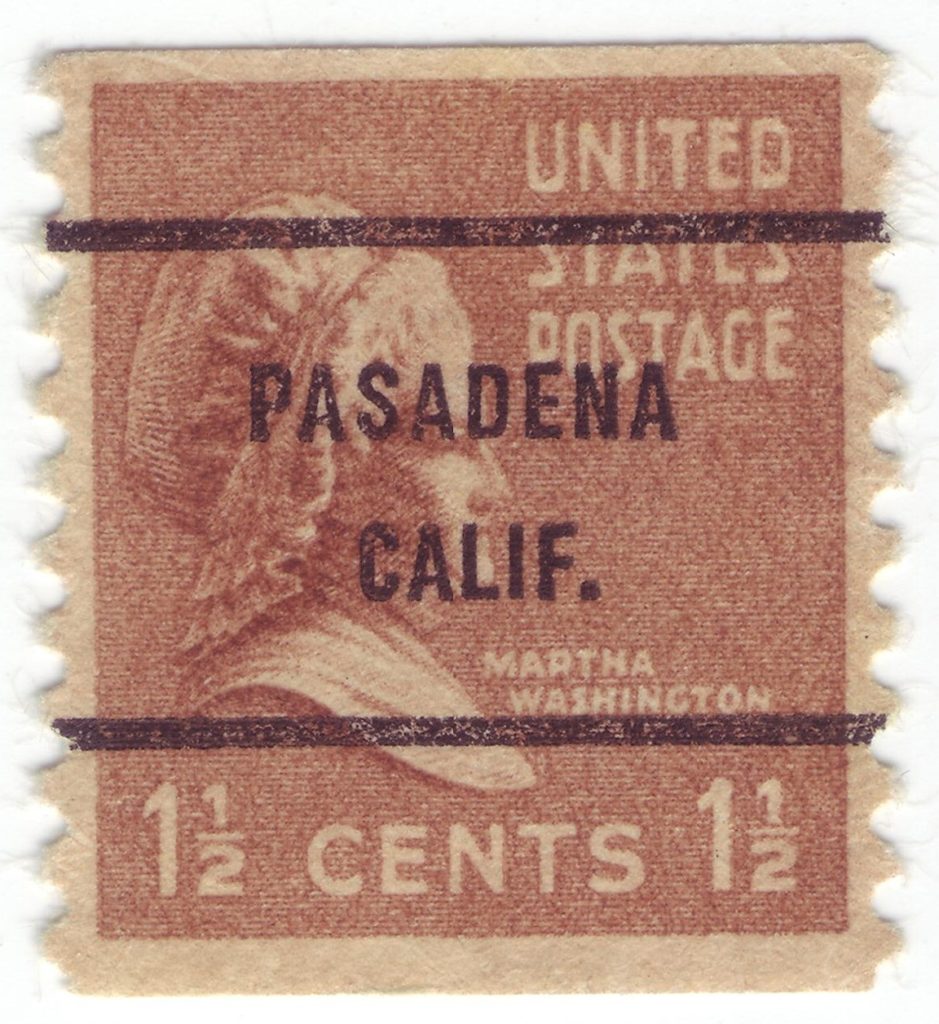 UNITED
STATES
POSTAGE
PASADENA
CALIF.
MARTHA
WASHINGTON
1½ CENTS 1½